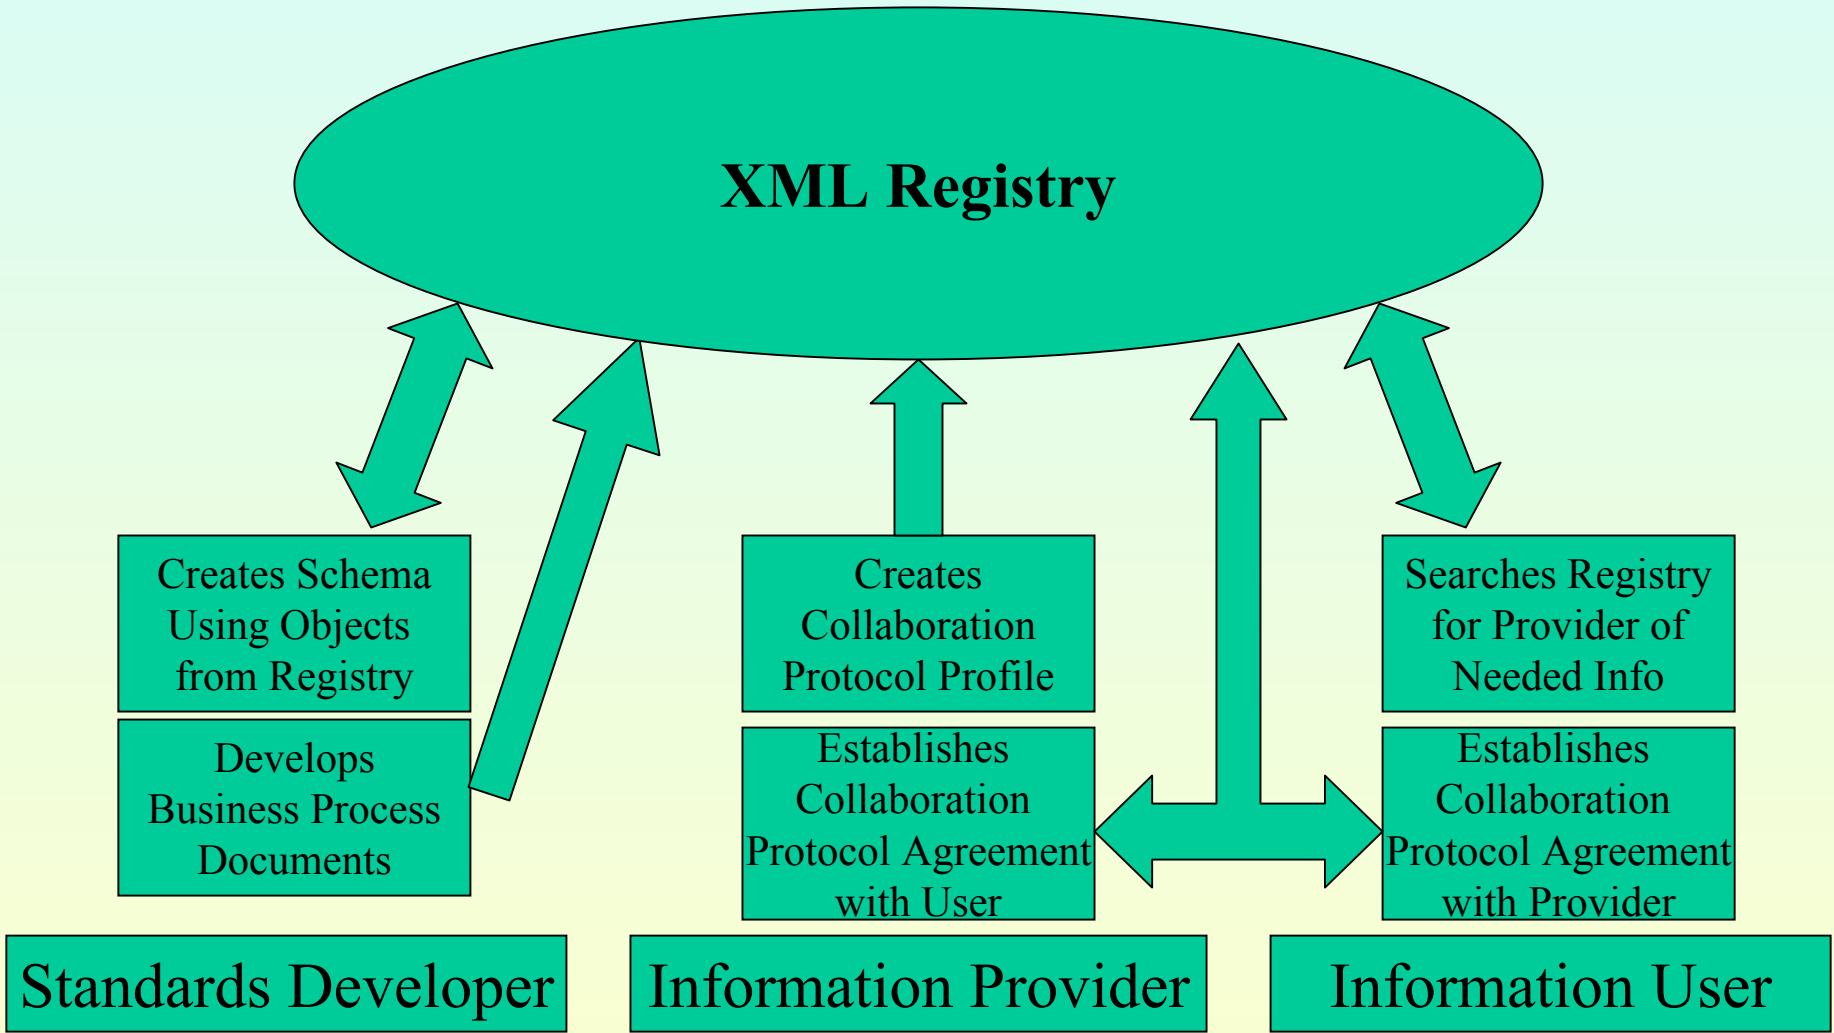 XML Registry
Creates Schema
Using Objects
from Registry
Develops
Business Process
Documents
Standards Developer
Creates
Collaboration
Protocol Profile
Establishes
Collaboration
Protocol Agreement
with User
Information Provider
Searches Registry
for Provider of
Needed Info
Establishes
Collaboration
Protocol Agreement
with Provider
Information User